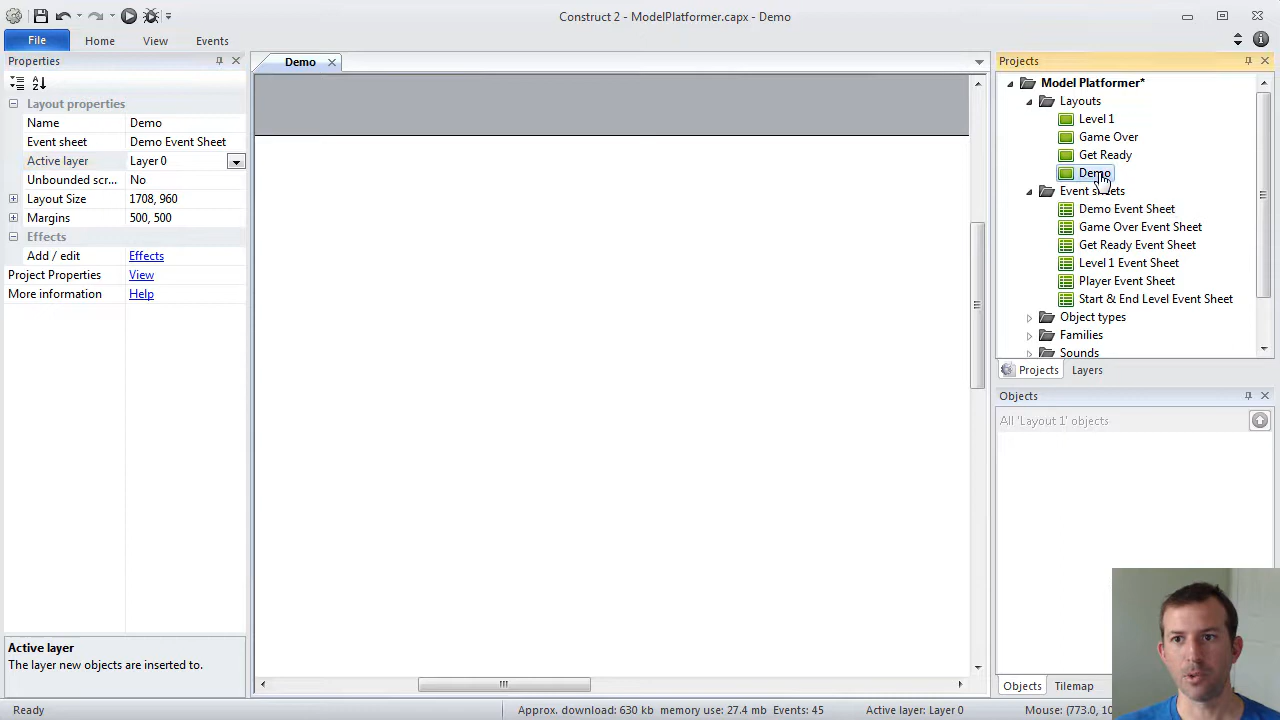 Construct 2 - ModelPlatformer.capx - Demo
File Home View Events
Properties
Layout properties
Name Demo
Event sheet Demo Event Sheet
Active layer Layer 0
Unbounded scr... No
Layout Size 1708, 960
Margins 500, 500
Effects
Add / edit Effects
Project Properties View
More information Help
Active layer
The layer new objects are inserted to.
Demo
Projects
Model Platformer*
Layouts
Level 1
Game Over
Get Ready
Demo
Event sheets
Demo Event Sheet
Game Over Event Sheet
Get Ready Event Sheet
Level 1 Event Sheet
Player Event Sheet
Start & End Level Event Sheet
Object types
Families
Sounds
Projects Layers
Objects
All 'Layout 1' objects
Objects Tilemap
Ready
Approx. download: 630 kb memory use: 27.4 mb Events: 45 Active layer: Layer 0 Mouse: (773.0, 10